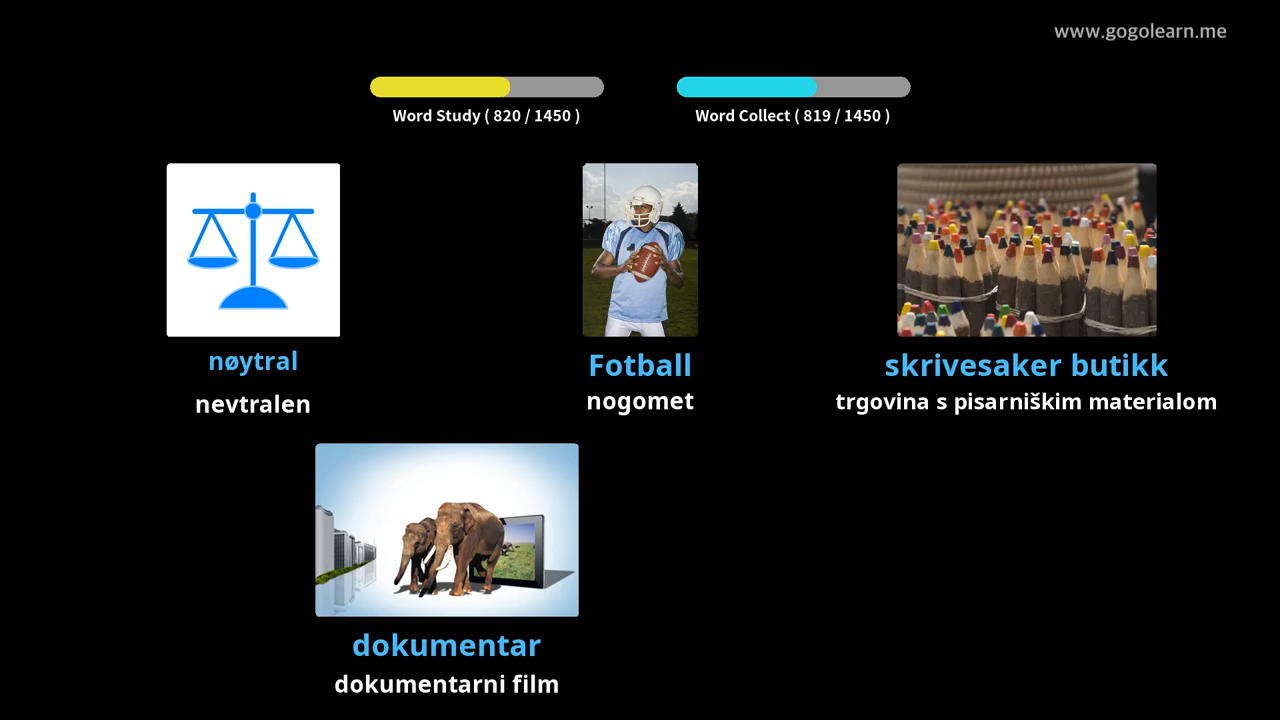 www.gogolearn.me
Word Study ( 820 / 1450 )
Word Collect ( 819 / 1450 )
nøytral
nevtralen
Fotball
nogomet
skrivesaker butikk
trgovina s pisarniškim materialom
dokumentar
dokumentarni film